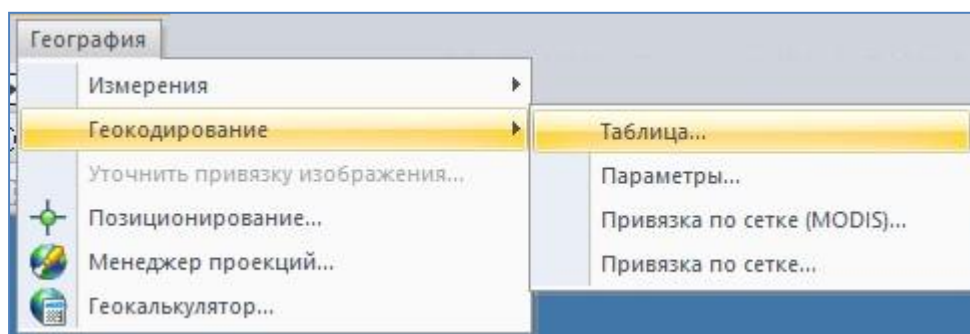 География
Измерения
Геокодирование
Уточнить привязку изображения...
Позиционирование...
Менеджер проекций...
Геокалькулятор...
Таблица...
Параметры...
Привязка по сетке (MODIS)...
Привязка по сетке...